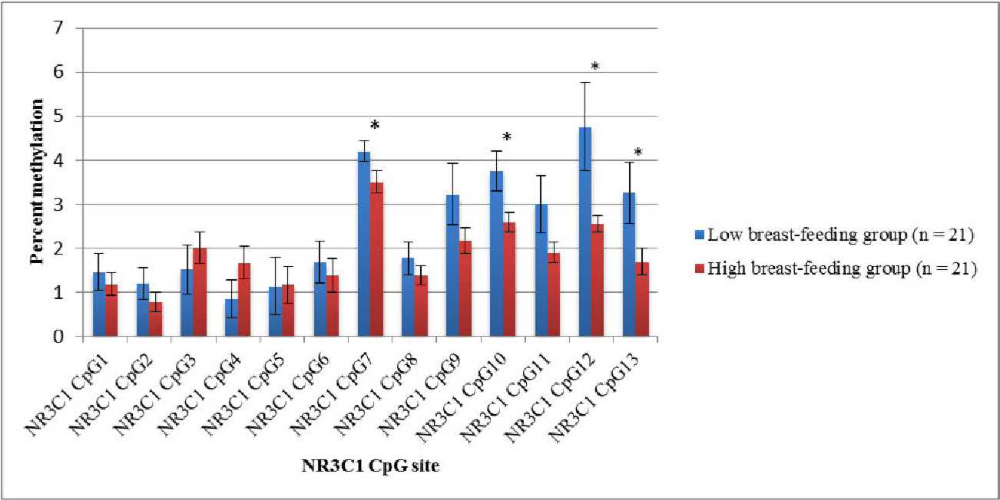 7
6
5
4
3
2
1
0
Percent methylation
*
*
*
*
NR3C1 CpG1
NR3C1 CpG2
NR3C1 CpG3
NR3C1 CpG4
NR3C1 CpG5
NR3C1 CpG6
NR3C1 CpG7
NR3C1 CpG8
NR3C1 CpG9
NR3C1 CpG10
NR3C1 CpG11
NR3C1 CpG12
NR3C1 CpG13
NR3C1 CpG site
Low breast-feeding group (n = 21)
High breast-feeding group (n = 21)